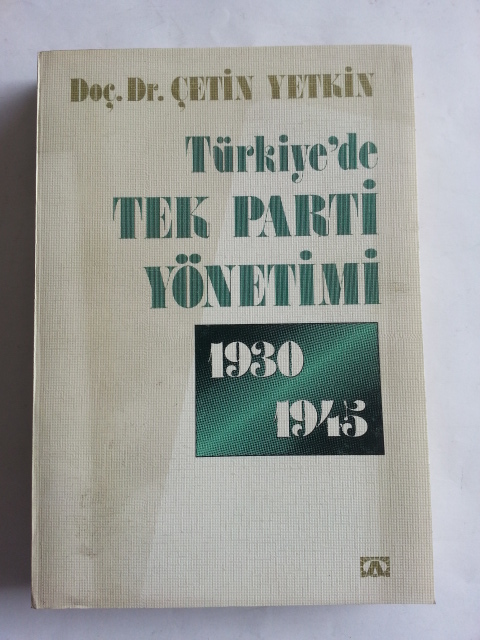 Doç. Dr. ÇETİN YETKİN
Türkiye'de
TEK PARTİ
YÖNETİMİ
1930
1945